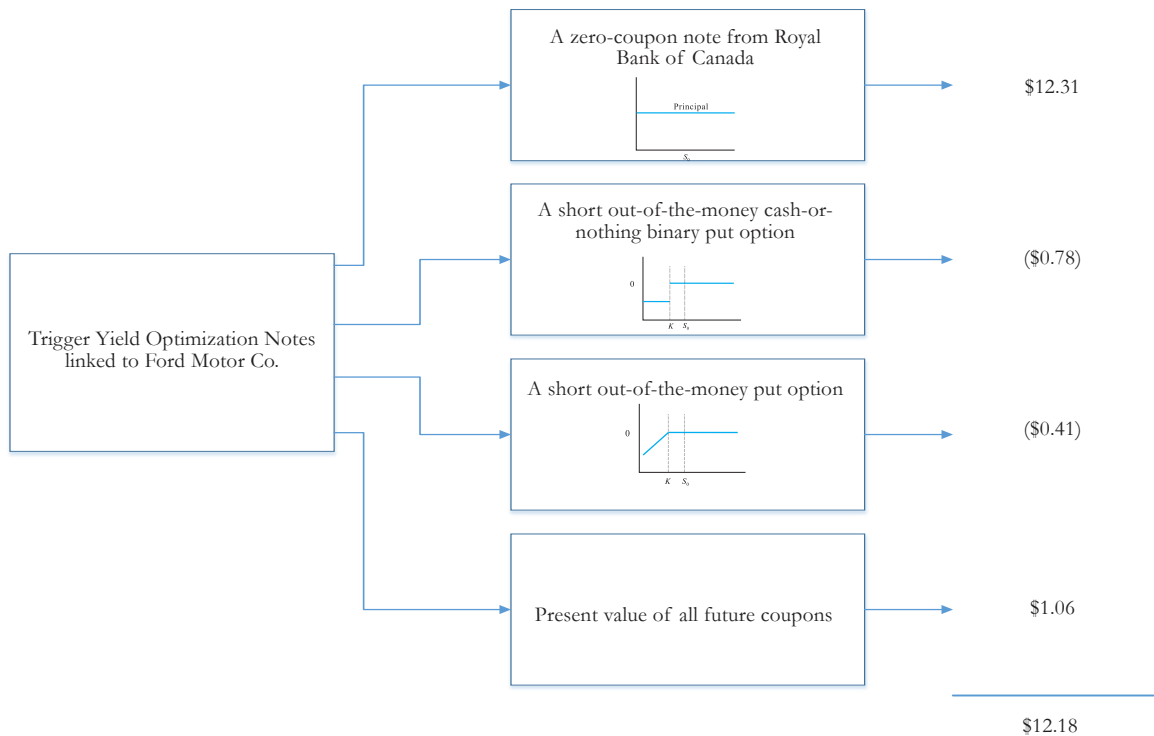 A zero-coupon note from Royal
Bank of Canada
Principal
S₀
$12.31
A short out-of-the-money cash-or-
nothing binary put option
0
K S₀
($0.78)
Trigger Yield Optimization Notes
linked to Ford Motor Co.
A short out-of-the-money put option
0
K S₀
($0.41)
Present value of all future coupons
$1.06
$12.18